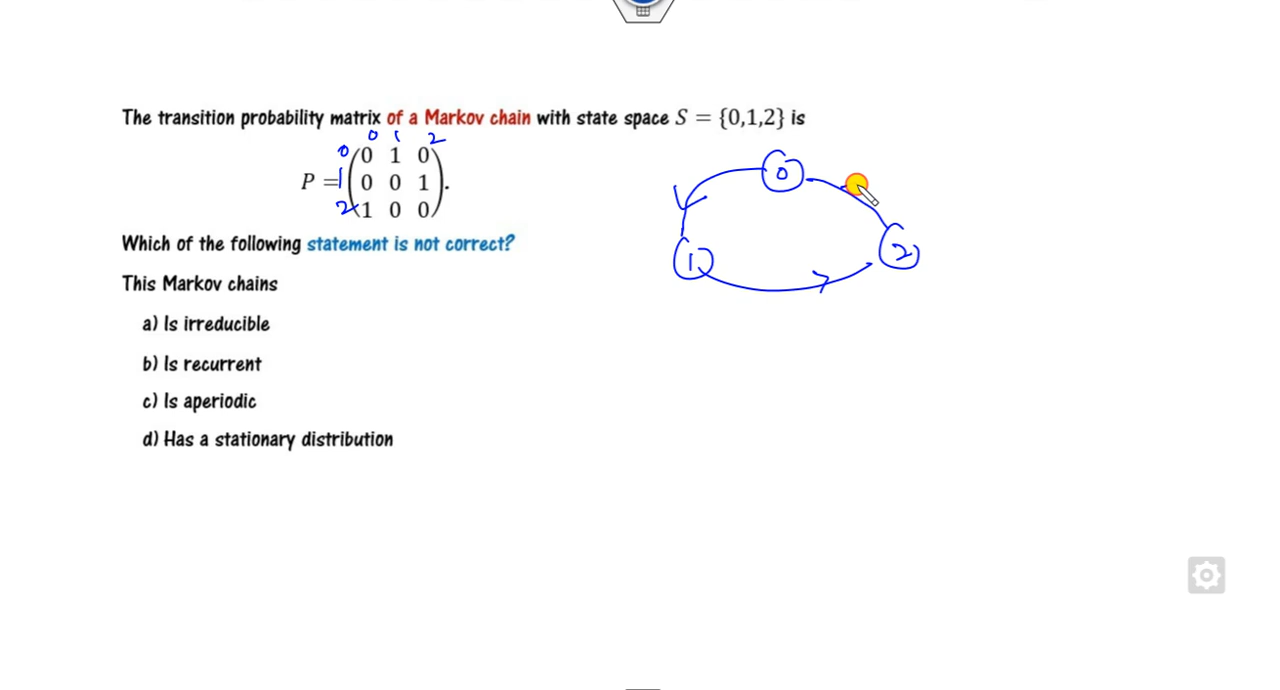 The transition probability matrix of a Markov chain with state space S = {0,1,2} is
0 1 2
0 0 1 0
P = 1 0 0 1 .
2 1 0 0
Which of the following statement is not correct?
This Markov chains
a) Is irreducible
b) Is recurrent
c) Is aperiodic
d) Has a stationary distribution
0
1
2